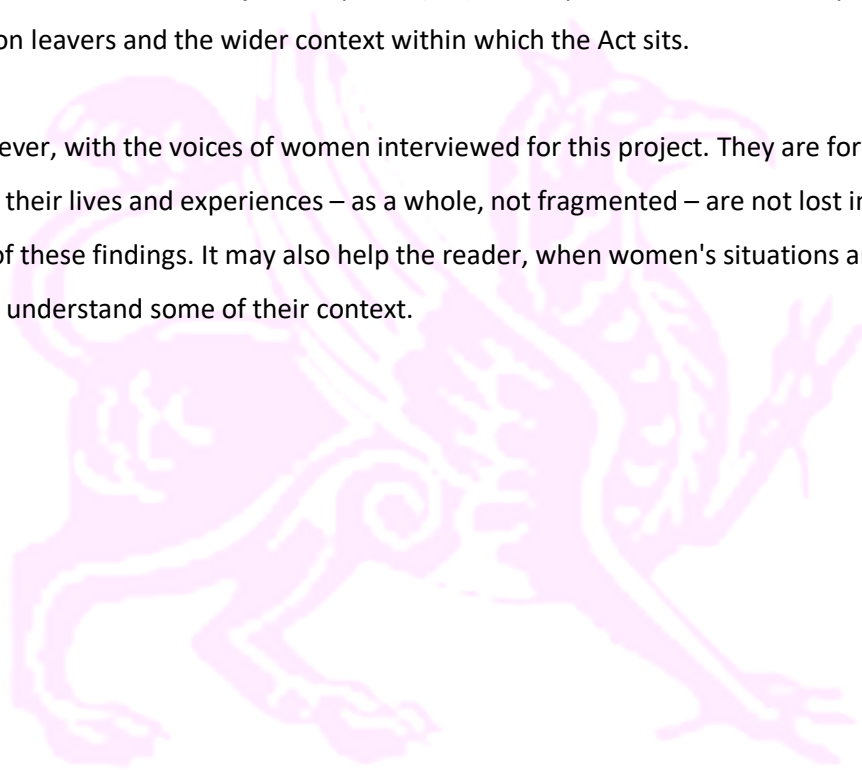 on leavers and the wider context within which the Act sits.
ever, with the voices of women interviewed for this project. They are for
their lives and experiences – as a whole, not fragmented – are not lost in
of these findings. It may also help the reader, when women's situations a
understand some of their context.